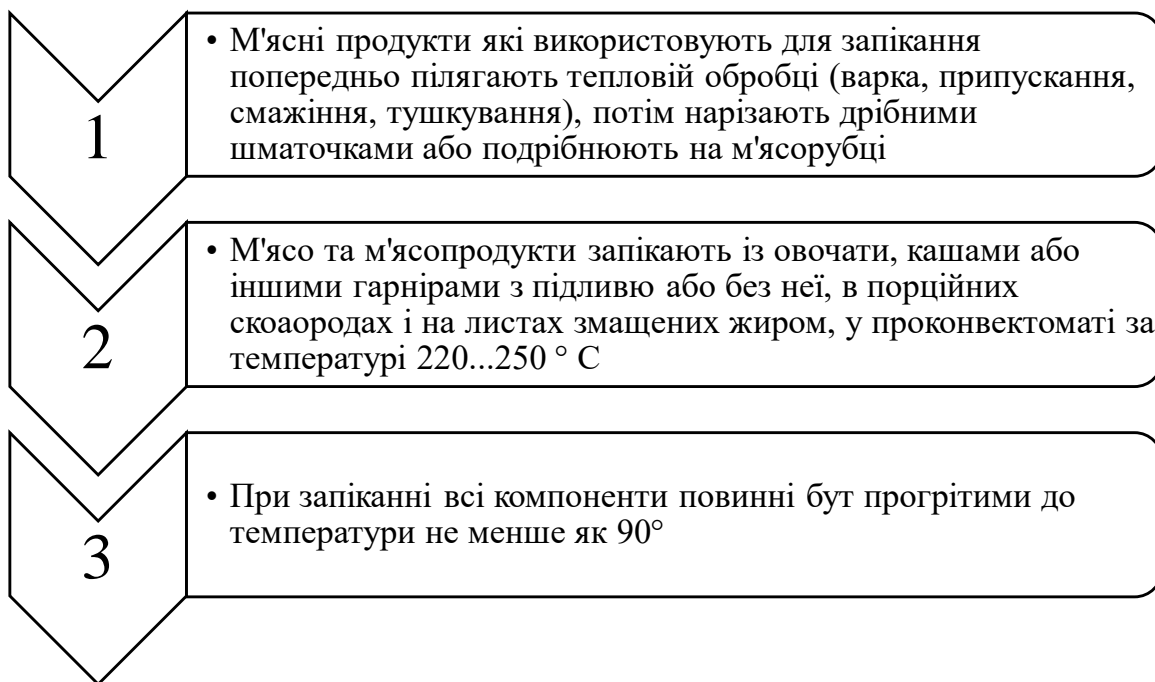 1
• М'ясні продукти які використовують для запікання
попередньо пілягають тепловій обробці (варка, припускання,
смажіння, тушкування), потім нарізають дрібними
шматочками або подрібнюють на м'ясорубці
2
• М'ясо та м'ясопродукти запікають із овочати, кашами або
іншими гарнірами з підливю або без неї, в порційних
скоаородах і на листах змащених жиром, у проконвектоматі за
температурі 220...250 ° С
3
• При запіканні всі компоненти повинні бут прогрітими до
температури не менше як 90°